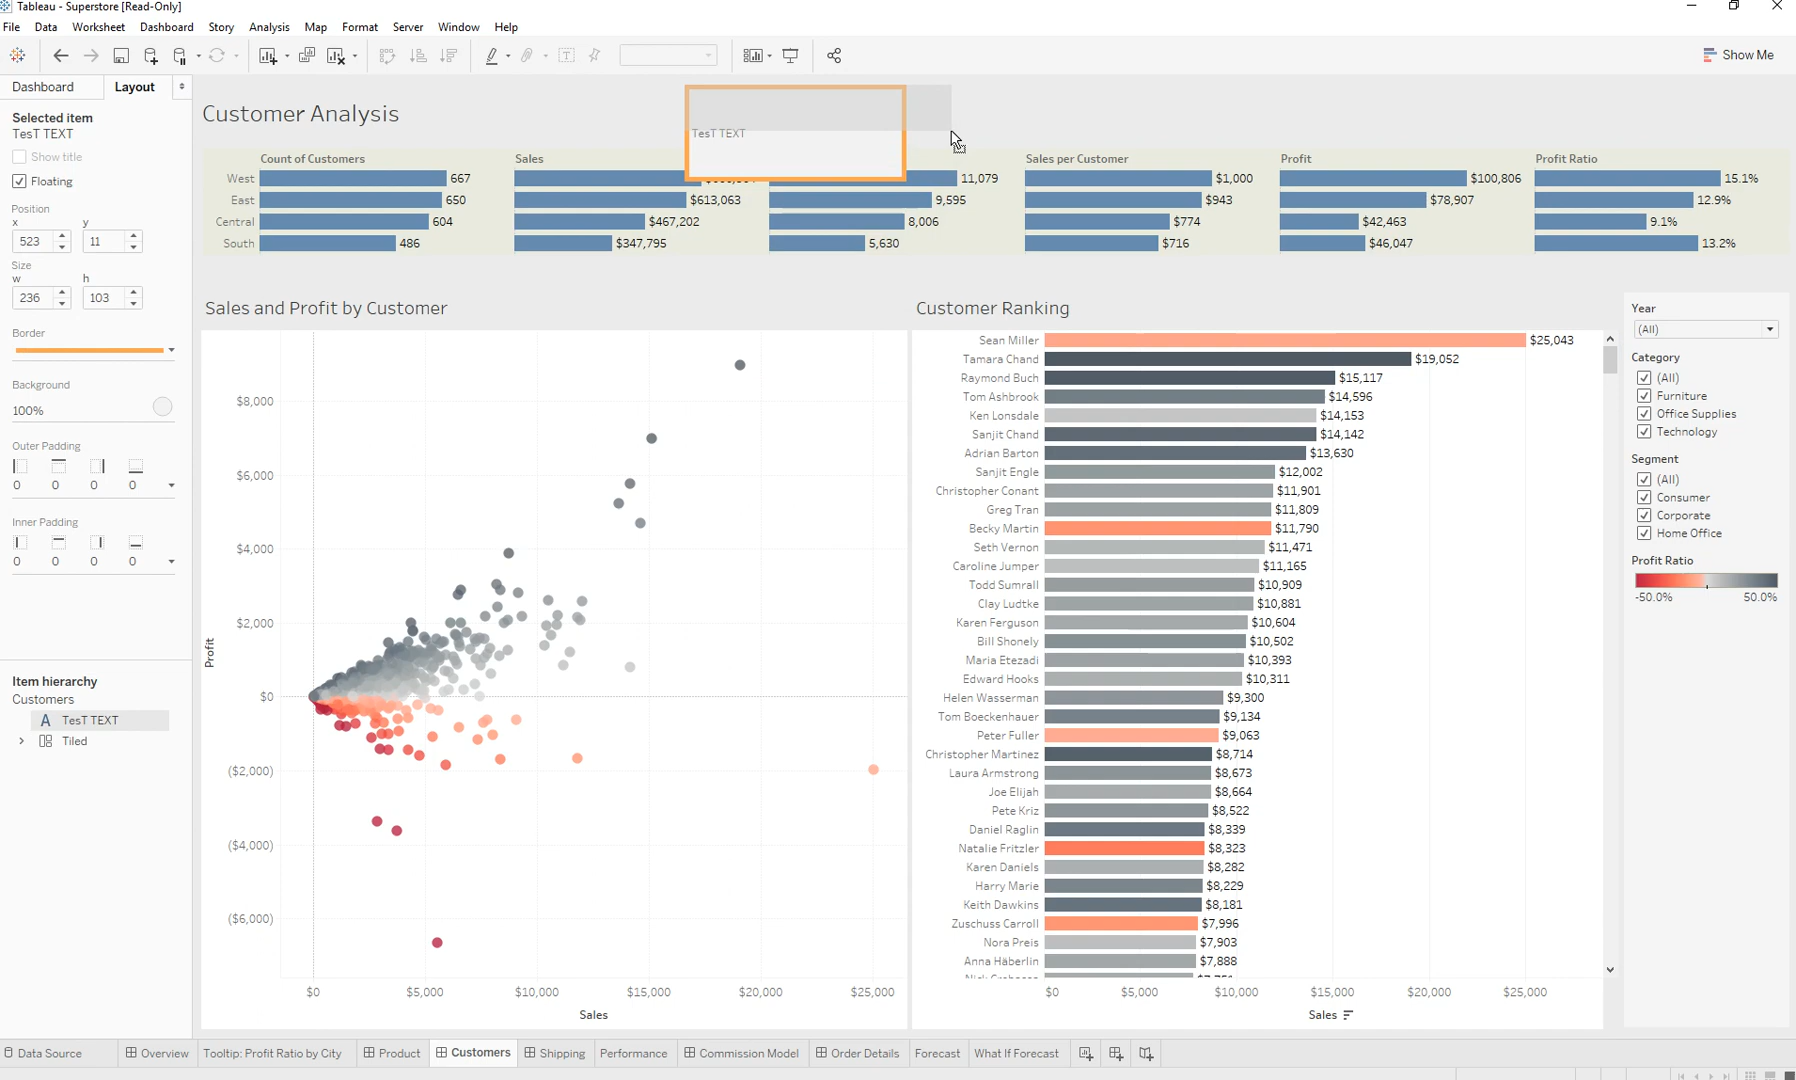 Tableau - Superstore [Read-Only]
File Data Worksheet Dashboard Story Analysis Map Format Server Window Help
Show Me
Dashboard Layout
Selected item
TesT TEXT
Show title
Floating
Position
x y
523 11
Size
w h
236 103
Border
Background
100%
Outer Padding
0 0 0 0
Inner Padding
0 0 0 0
Item hierarchy
Customers
TesT TEXT
Tiled
Customer Analysis
TesT TEXT
Count of Customers Sales Sales per Customer Profit Profit Ratio
West 667 11,079 $1,000 $100,806 15.1%
East 650 $613,063 9,595 $943 $78,907 12.9%
Central 604 $467,202 8,006 $774 $42,463 9.1%
South 486 $347,795 5,630 $716 $46,047 13.2%
Sales and Profit by Customer
Profit
$8,000
$6,000
$4,000
$2,000
$0
($2,000)
($4,000)
($6,000)
$0 $5,000 $10,000 $15,000 $20,000 $25,000
Sales
Customer Ranking
Sean Miller $25,043
Tamara Chand $19,052
Raymond Buch $15,117
Tom Ashbrook $14,596
Ken Lonsdale $14,153
Sanjit Chand $14,142
Adrian Barton $13,630
Sanjit Engle $12,002
Christopher Conant $11,901
Greg Tran $11,809
Becky Martin $11,790
Seth Vernon $11,471
Caroline Jumper $11,165
Todd Sumrall $10,909
Clay Ludtke $10,881
Karen Ferguson $10,604
Bill Shonely $10,502
Maria Etezadi $10,393
Edward Hooks $10,311
Helen Wasserman $9,300
Tom Boeckenhauer $9,134
Peter Fuller $9,063
Christopher Martinez $8,714
Laura Armstrong $8,673
Joe Elijah $8,664
Pete Kriz $8,522
Daniel Raglin $8,339
Natalie Fritzler $8,323
Karen Daniels $8,282
Harry Marie $8,229
Keith Dawkins $8,181
Zuschuss Carroll $7,996
Nora Preis $7,903
Anna Häberlin $7,888
$0 $5,000 $10,000 $15,000 $20,000 $25,000
Sales
Year
(All)
Category
(All)
Furniture
Office Supplies
Technology
Segment
(All)
Consumer
Corporate
Home Office
Profit Ratio
-50.0% 50.0%
Data Source Overview Tooltip: Profit Ratio by City Product Customers Shipping Performance Commission Model Order Details Forecast What If Forecast